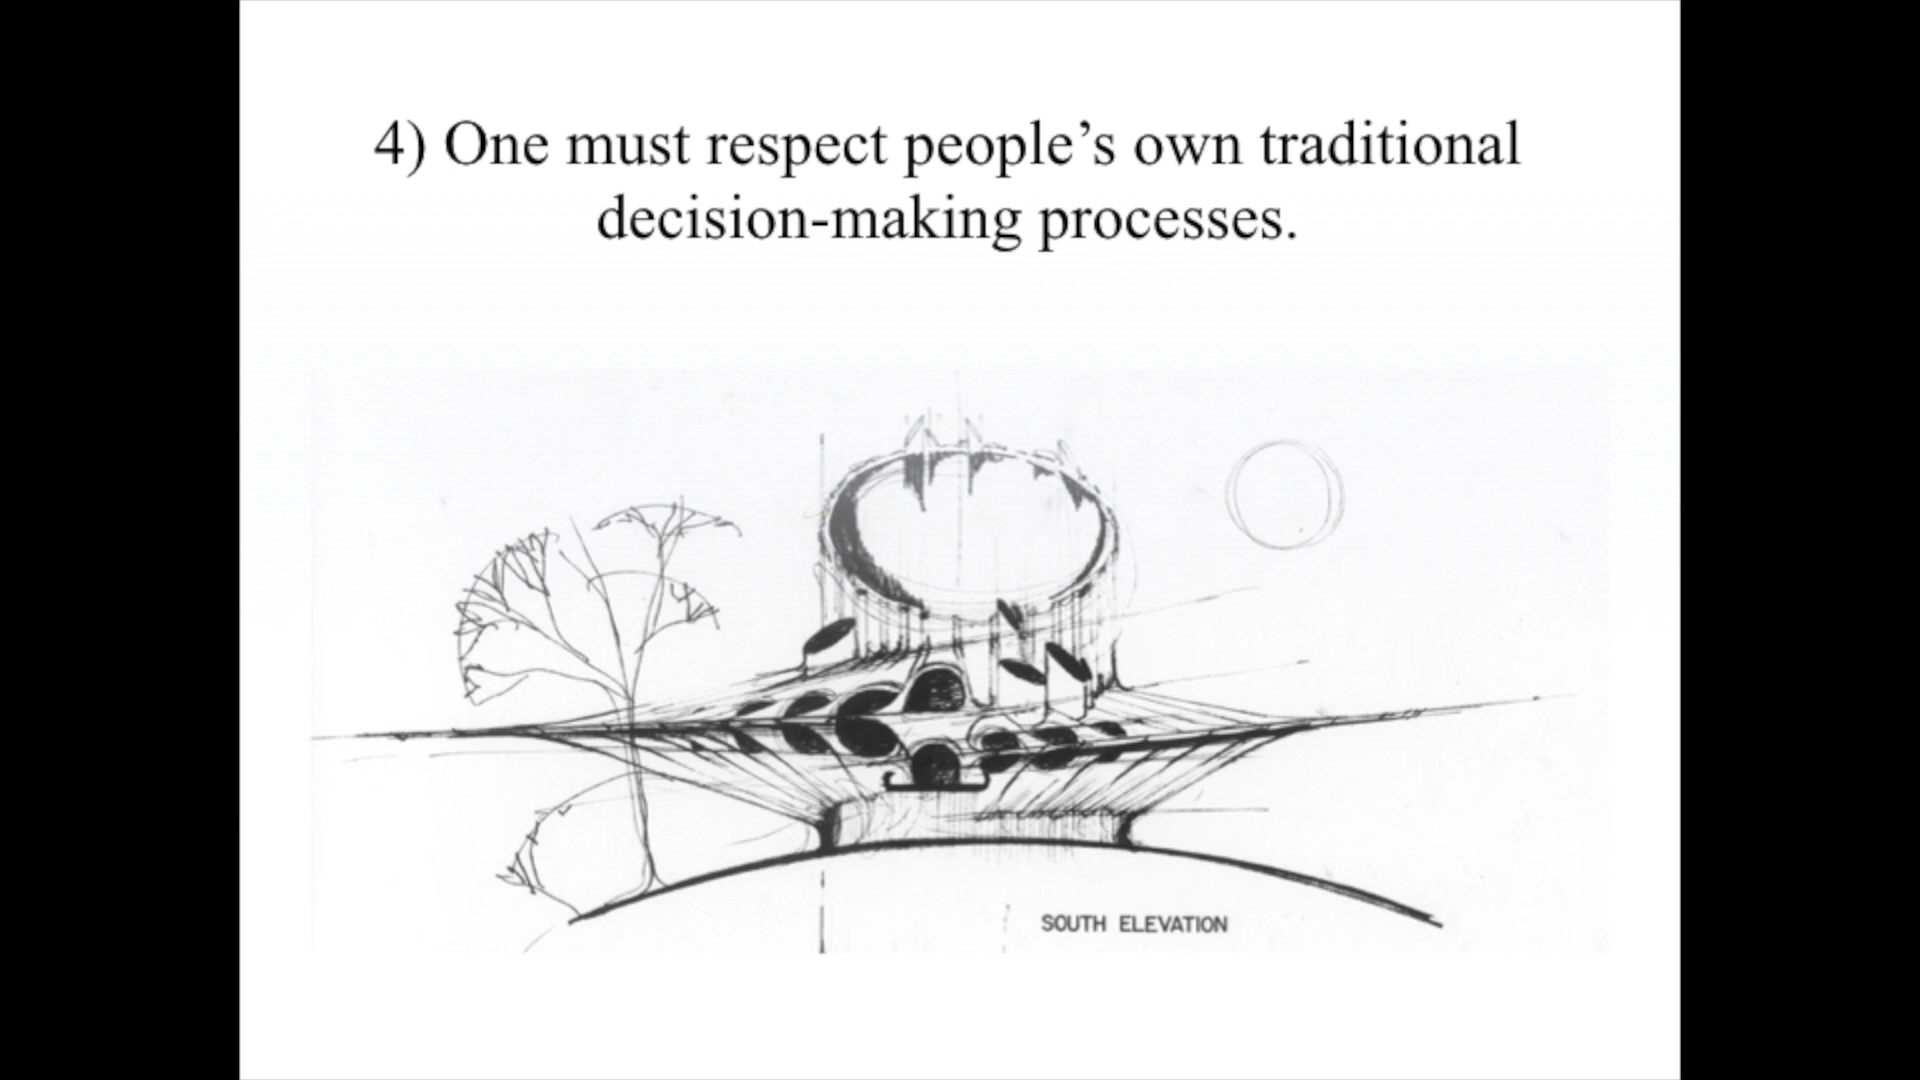 4) One must respect people’s own traditional
decision-making processes.
SOUTH ELEVATION